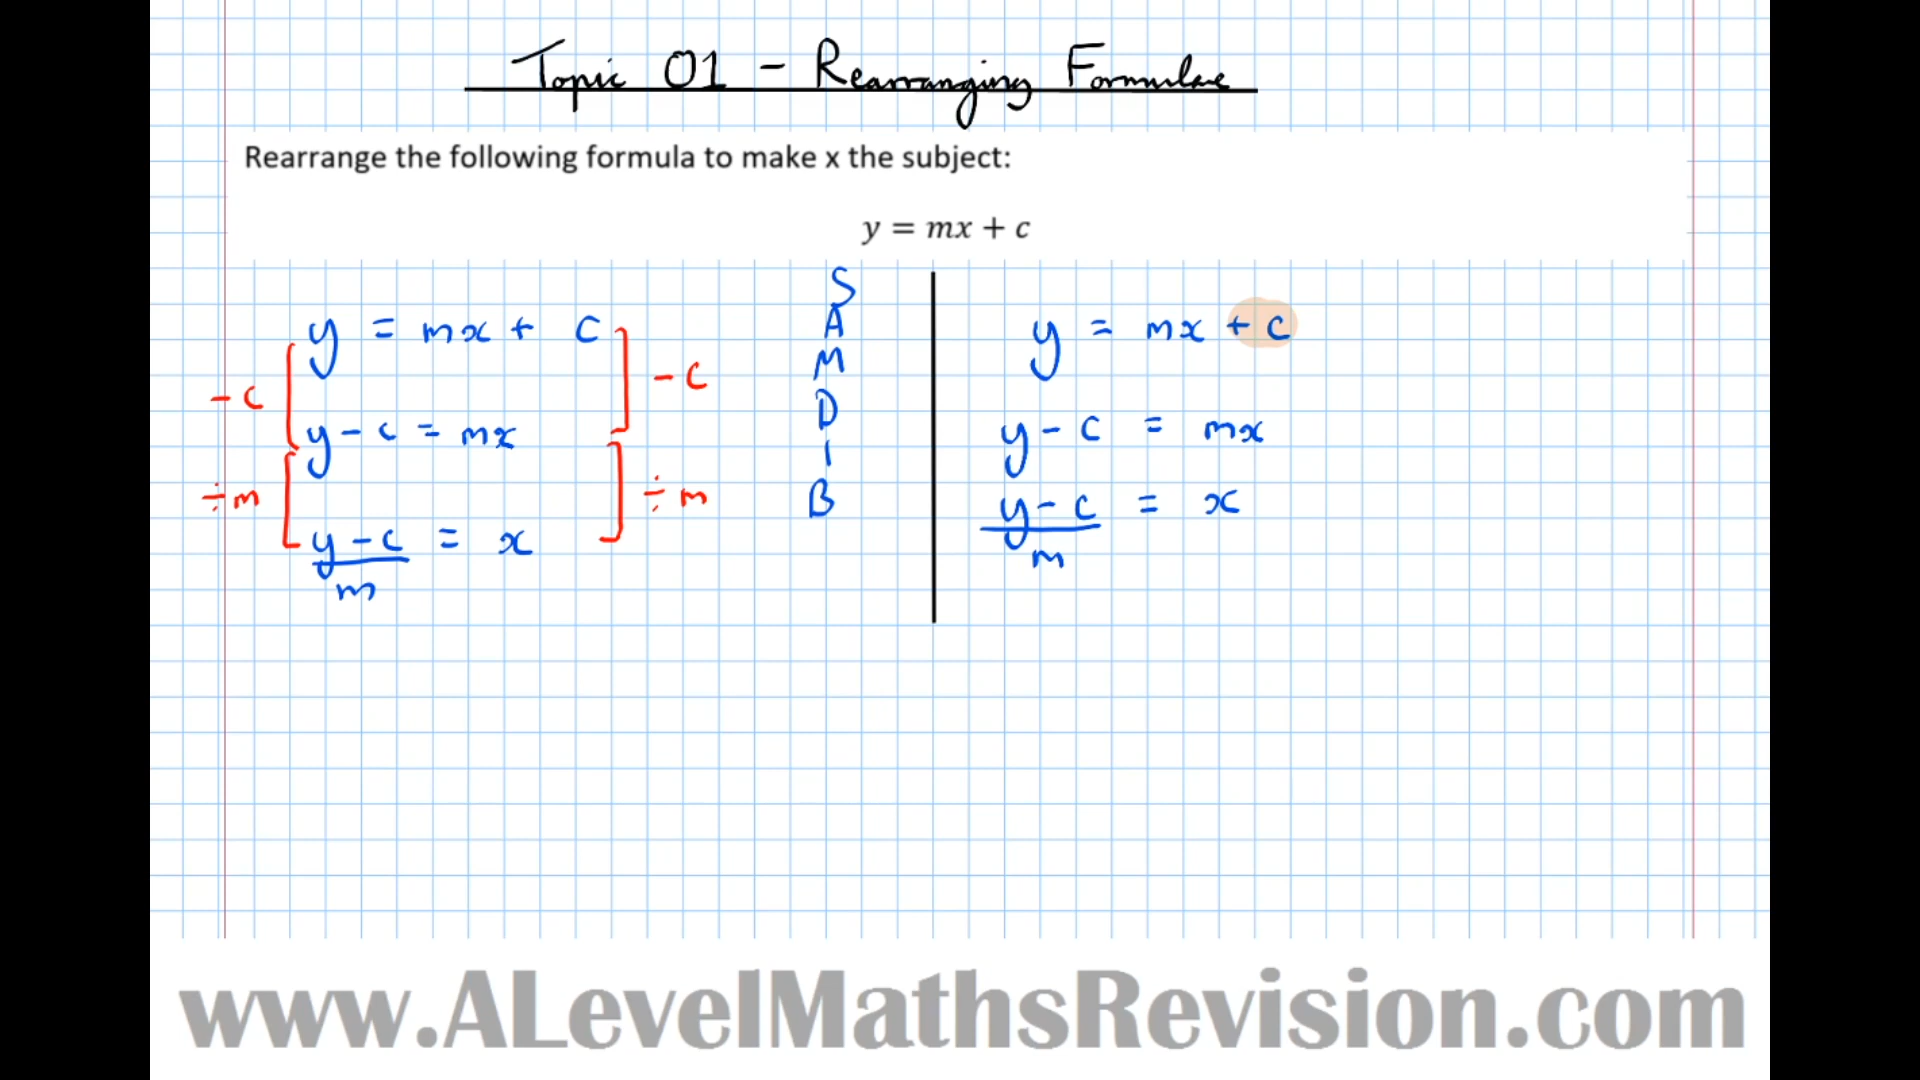 Topic 01 - Rearranging Formulae
Rearrange the following formula to make x the subject:
y = mx + c
y = mx + c
- c
- c
y - c = mx
÷ m
÷ m
y - c = x
m
S
A
M
D
I
B
y = mx + c
y - c = mx
y - c = x
m
www.ALevelMathsRevision.com